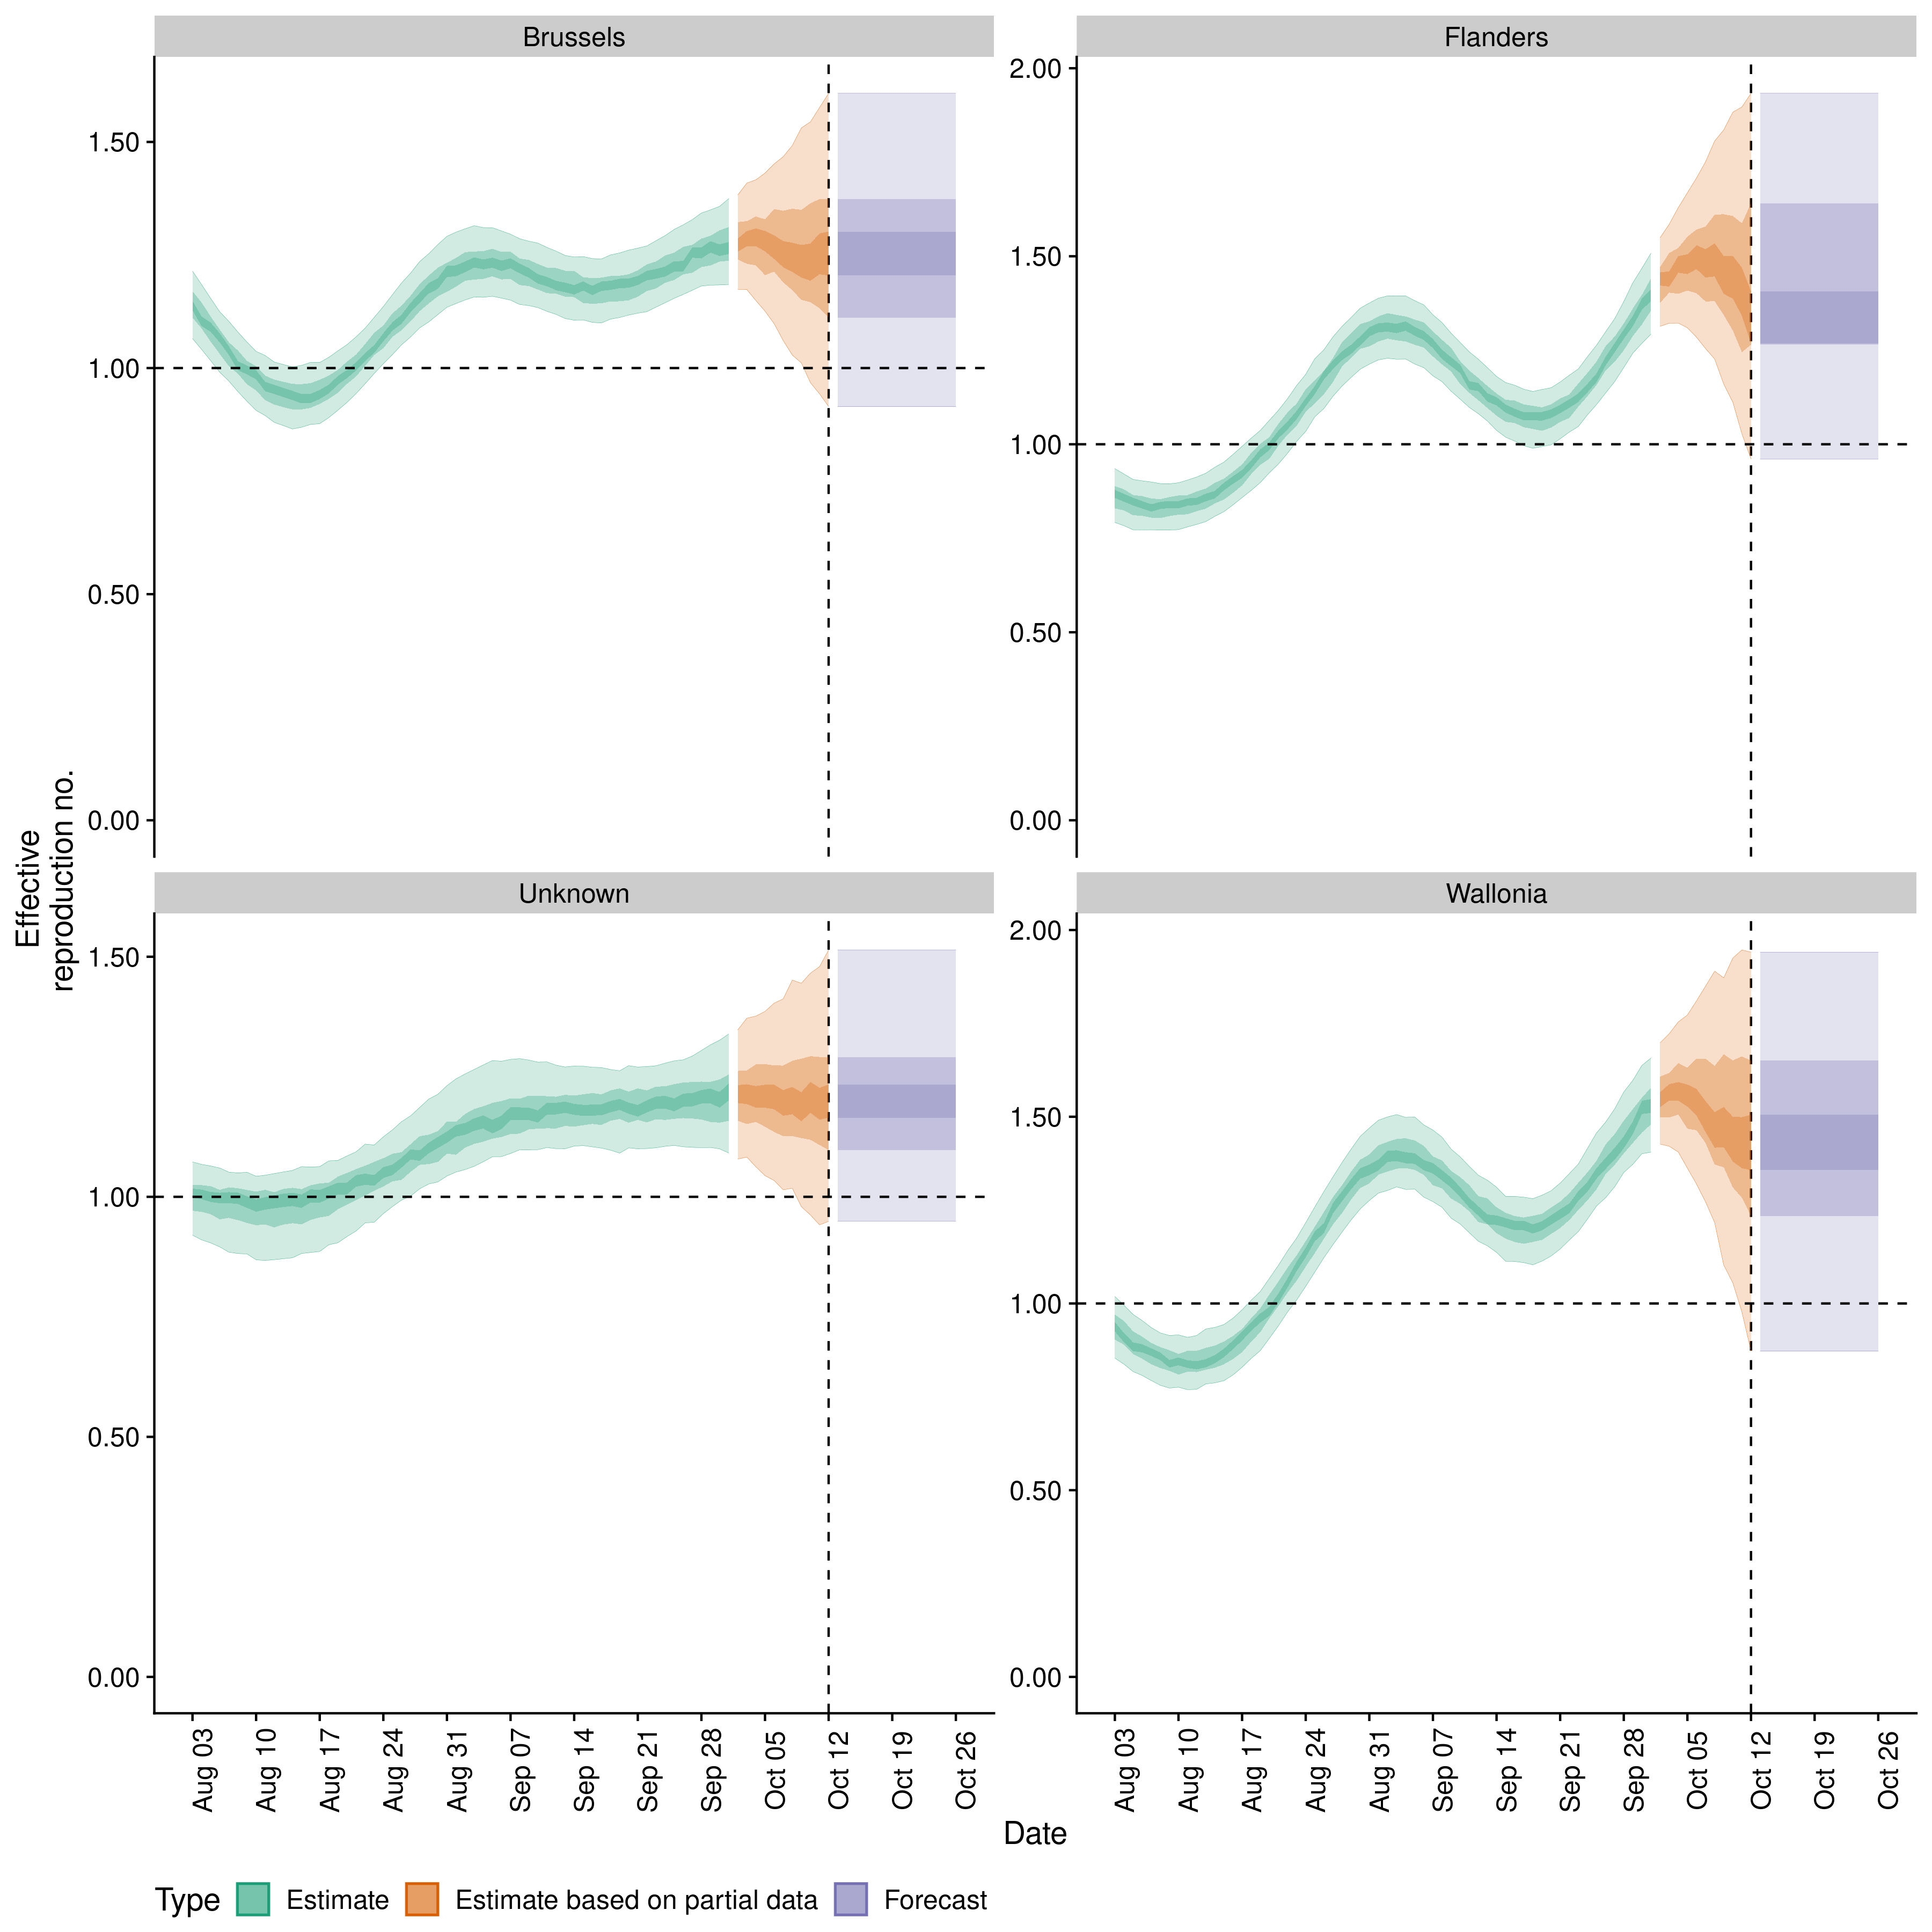 Brussels
Flanders
1.50
1.00
0.50
0.00
2.00
1.50
1.00
0.50
0.00
Effective
reproduction no.
Unknown
Wallonia
1.50
1.00
0.50
0.00
2.00
1.50
1.00
0.50
0.00
Aug 03
Aug 10
Aug 17
Aug 24
Aug 31
Sep 07
Sep 14
Sep 21
Sep 28
Oct 05
Oct 12
Oct 19
Oct 26
Aug 03
Aug 10
Aug 17
Aug 24
Aug 31
Sep 07
Sep 14
Sep 21
Sep 28
Oct 05
Oct 12
Oct 19
Oct 26
Date
Type Estimate Estimate based on partial data Forecast